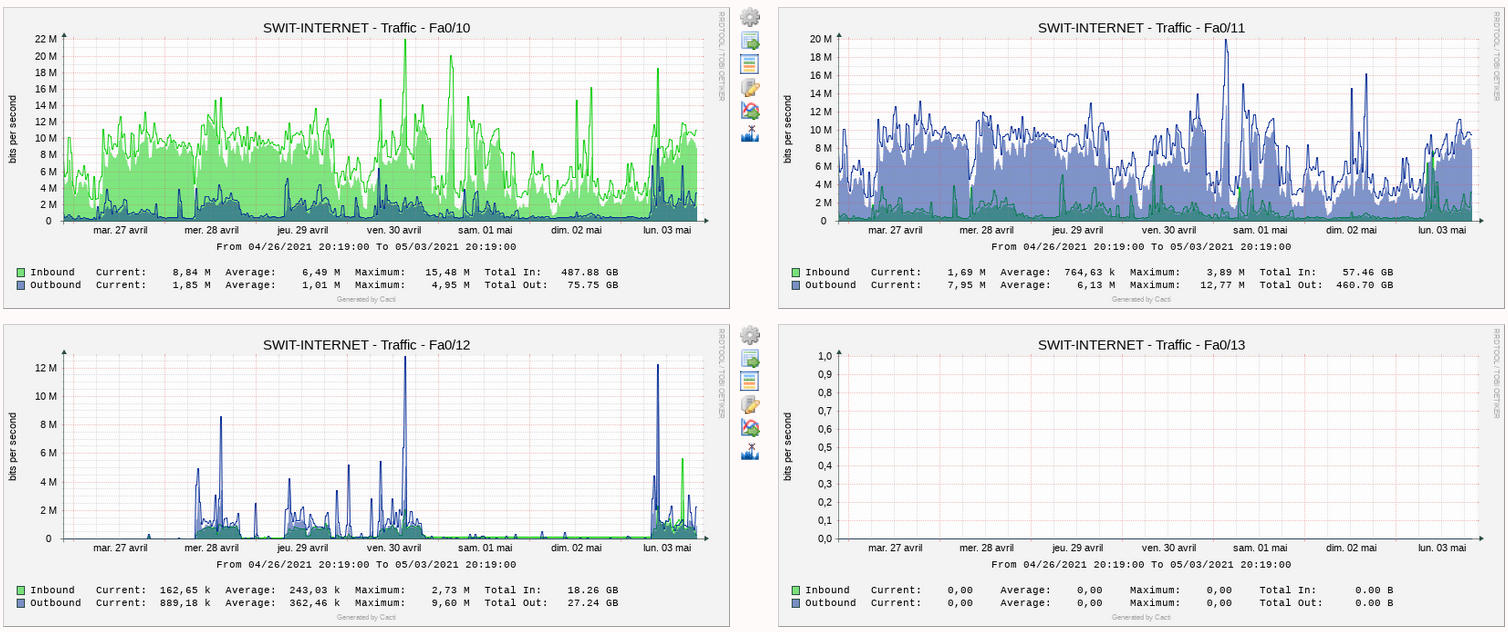 SWIT-INTERNET - Traffic - Fa0/10
RRDTOOL / TOBI OETIKER
bits per second
22 M
20 M
18 M
16 M
14 M
12 M
10 M
8 M
6 M
4 M
2 M
0
mar. 27 avril mer. 28 avril jeu. 29 avril ven. 30 avril sam. 01 mai dim. 02 mai lun. 03 mai
From 04/26/2021 20:19:00 To 05/03/2021 20:19:00
Inbound Current: 8,84 M Average: 6,49 M Maximum: 15,48 M Total In: 487.88 GB
Outbound Current: 1,85 M Average: 1,01 M Maximum: 4,95 M Total Out: 75.75 GB
Generated by Cacti
SWIT-INTERNET - Traffic - Fa0/11
RRDTOOL / TOBI OETIKER
bits per second
20 M
18 M
16 M
14 M
12 M
10 M
8 M
6 M
4 M
2 M
0
mar. 27 avril mer. 28 avril jeu. 29 avril ven. 30 avril sam. 01 mai dim. 02 mai lun. 03 mai
From 04/26/2021 20:19:00 To 05/03/2021 20:19:00
Inbound Current: 1,69 M Average: 764,63 k Maximum: 3,89 M Total In: 57.46 GB
Outbound Current: 7,95 M Average: 6,13 M Maximum: 12,77 M Total Out: 460.70 GB
Generated by Cacti
SWIT-INTERNET - Traffic - Fa0/12
RRDTOOL / TOBI OETIKER
bits per second
12 M
10 M
8 M
6 M
4 M
2 M
0
mar. 27 avril mer. 28 avril jeu. 29 avril ven. 30 avril sam. 01 mai dim. 02 mai lun. 03 mai
From 04/26/2021 20:19:00 To 05/03/2021 20:19:00
Inbound Current: 162,65 k Average: 243,03 k Maximum: 2,73 M Total In: 18.26 GB
Outbound Current: 889,18 k Average: 362,46 k Maximum: 9,60 M Total Out: 27.24 GB
Generated by Cacti
SWIT-INTERNET - Traffic - Fa0/13
RRDTOOL / TOBI OETIKER
bits per second
1,0
0,9
0,8
0,7
0,6
0,5
0,4
0,3
0,2
0,1
0,0
mar. 27 avril mer. 28 avril jeu. 29 avril ven. 30 avril sam. 01 mai dim. 02 mai lun. 03 mai
From 04/26/2021 20:19:00 To 05/03/2021 20:19:00
Inbound Current: 0,00 Average: 0,00 Maximum: 0,00 Total In: 0.00 B
Outbound Current: 0,00 Average: 0,00 Maximum: 0,00 Total Out: 0.00 B
Generated by Cacti